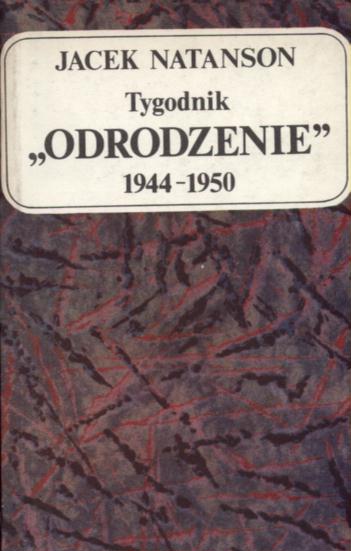 JACEK NATANSON
Tygodnik
„ODRODZENIE”
1944-1950